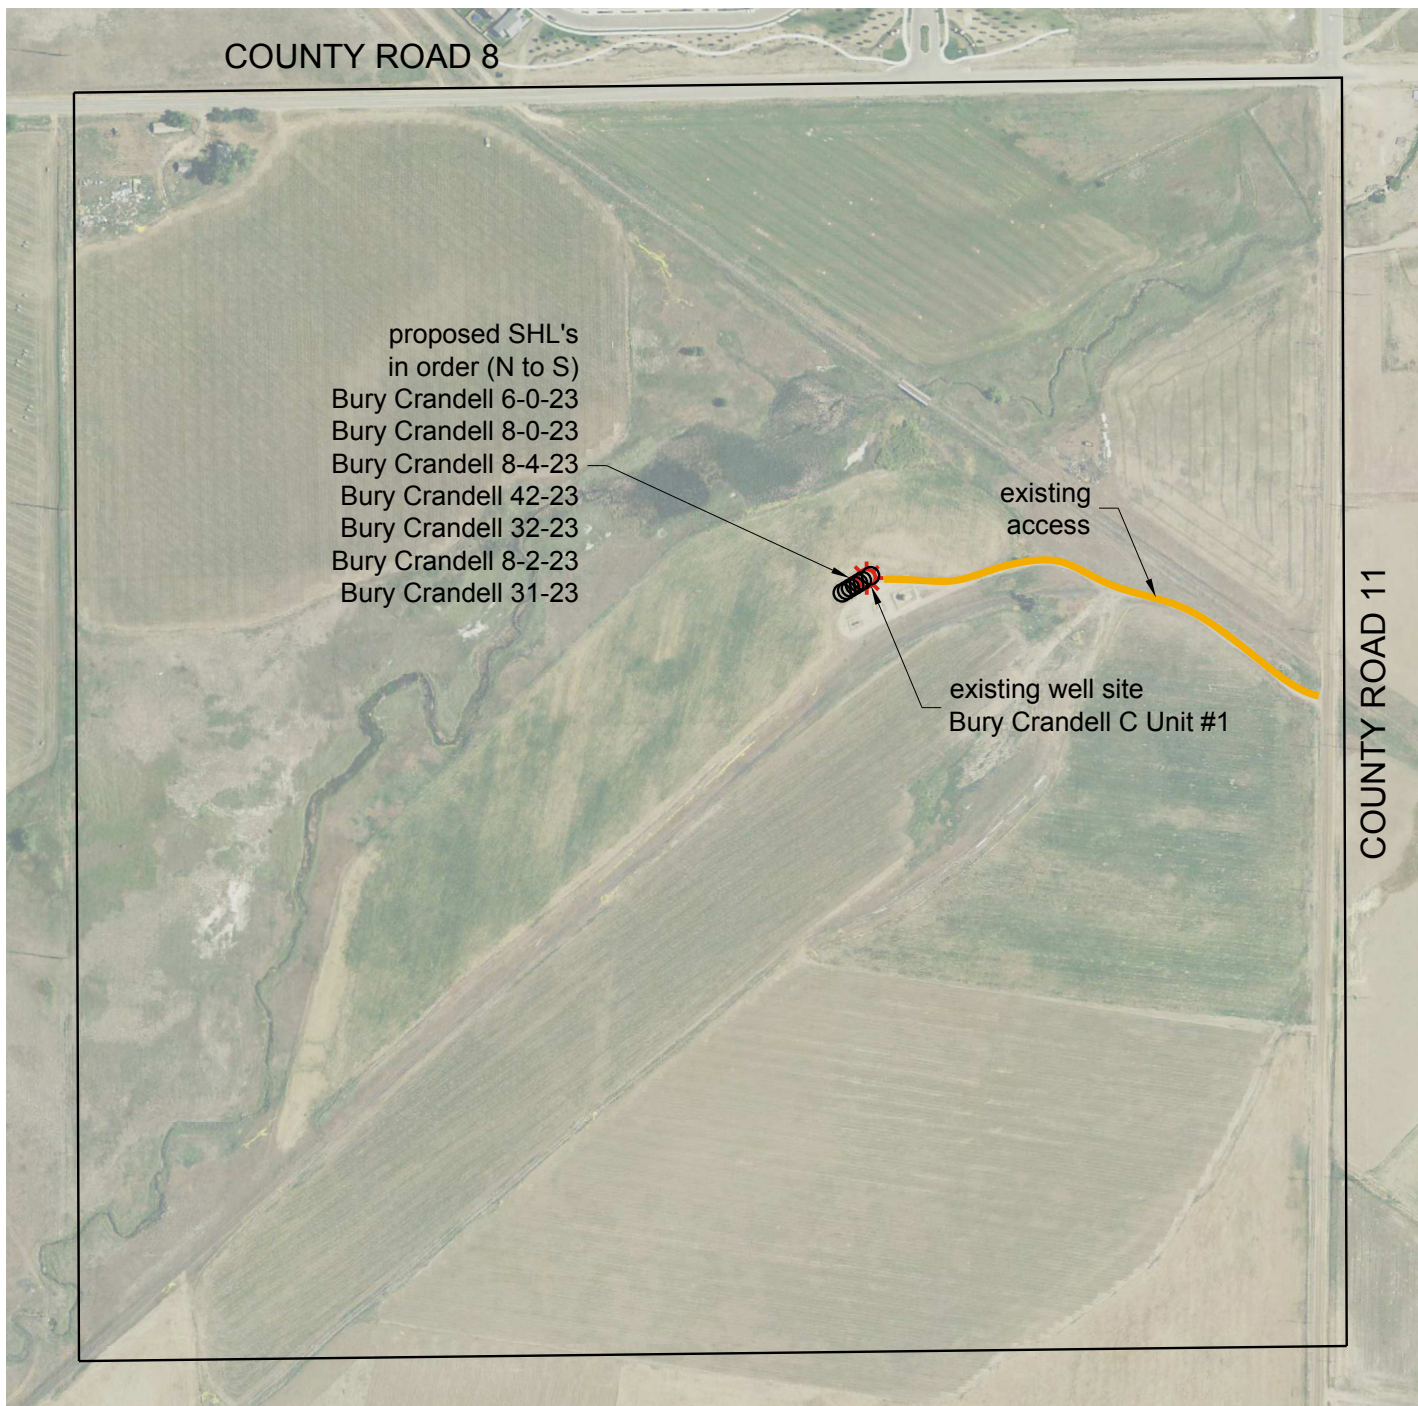 COUNTY ROAD 8
proposed SHL's
in order (N to S)
Bury Crandell 6-0-23
Bury Crandell 8-0-23
Bury Crandell 8-4-23
Bury Crandell 42-23
Bury Crandell 32-23
Bury Crandell 8-2-23
Bury Crandell 31-23
existing
access
existing well site
Bury Crandell C Unit #1
COUNTY ROAD 11